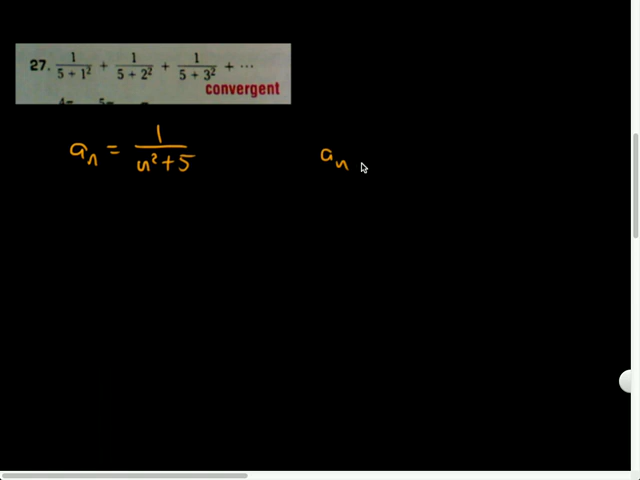 27. 1/(5 + 1²) + 1/(5 + 2²) + 1/(5 + 3²) + ···
convergent
aₙ = 1/(n² + 5)
aₙ